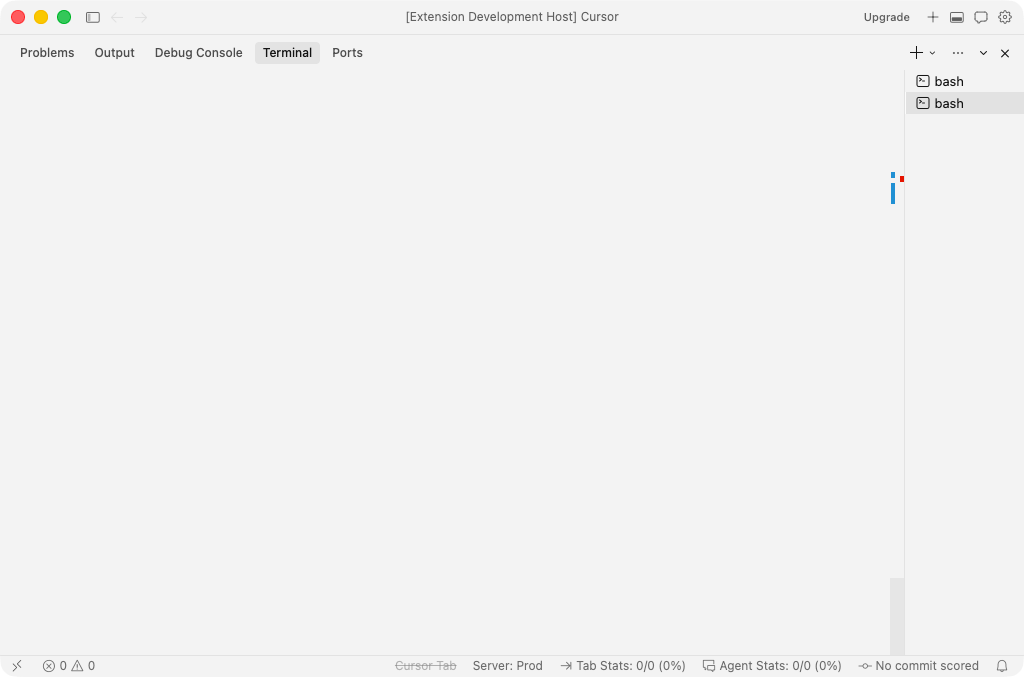 [Extension Development Host] Cursor
Upgrade
Problems Output Debug Console Terminal Ports
bash
bash
0 0 Cursor Tab Server: Prod Tab Stats: 0/0 (0%) Agent Stats: 0/0 (0%) No commit scored